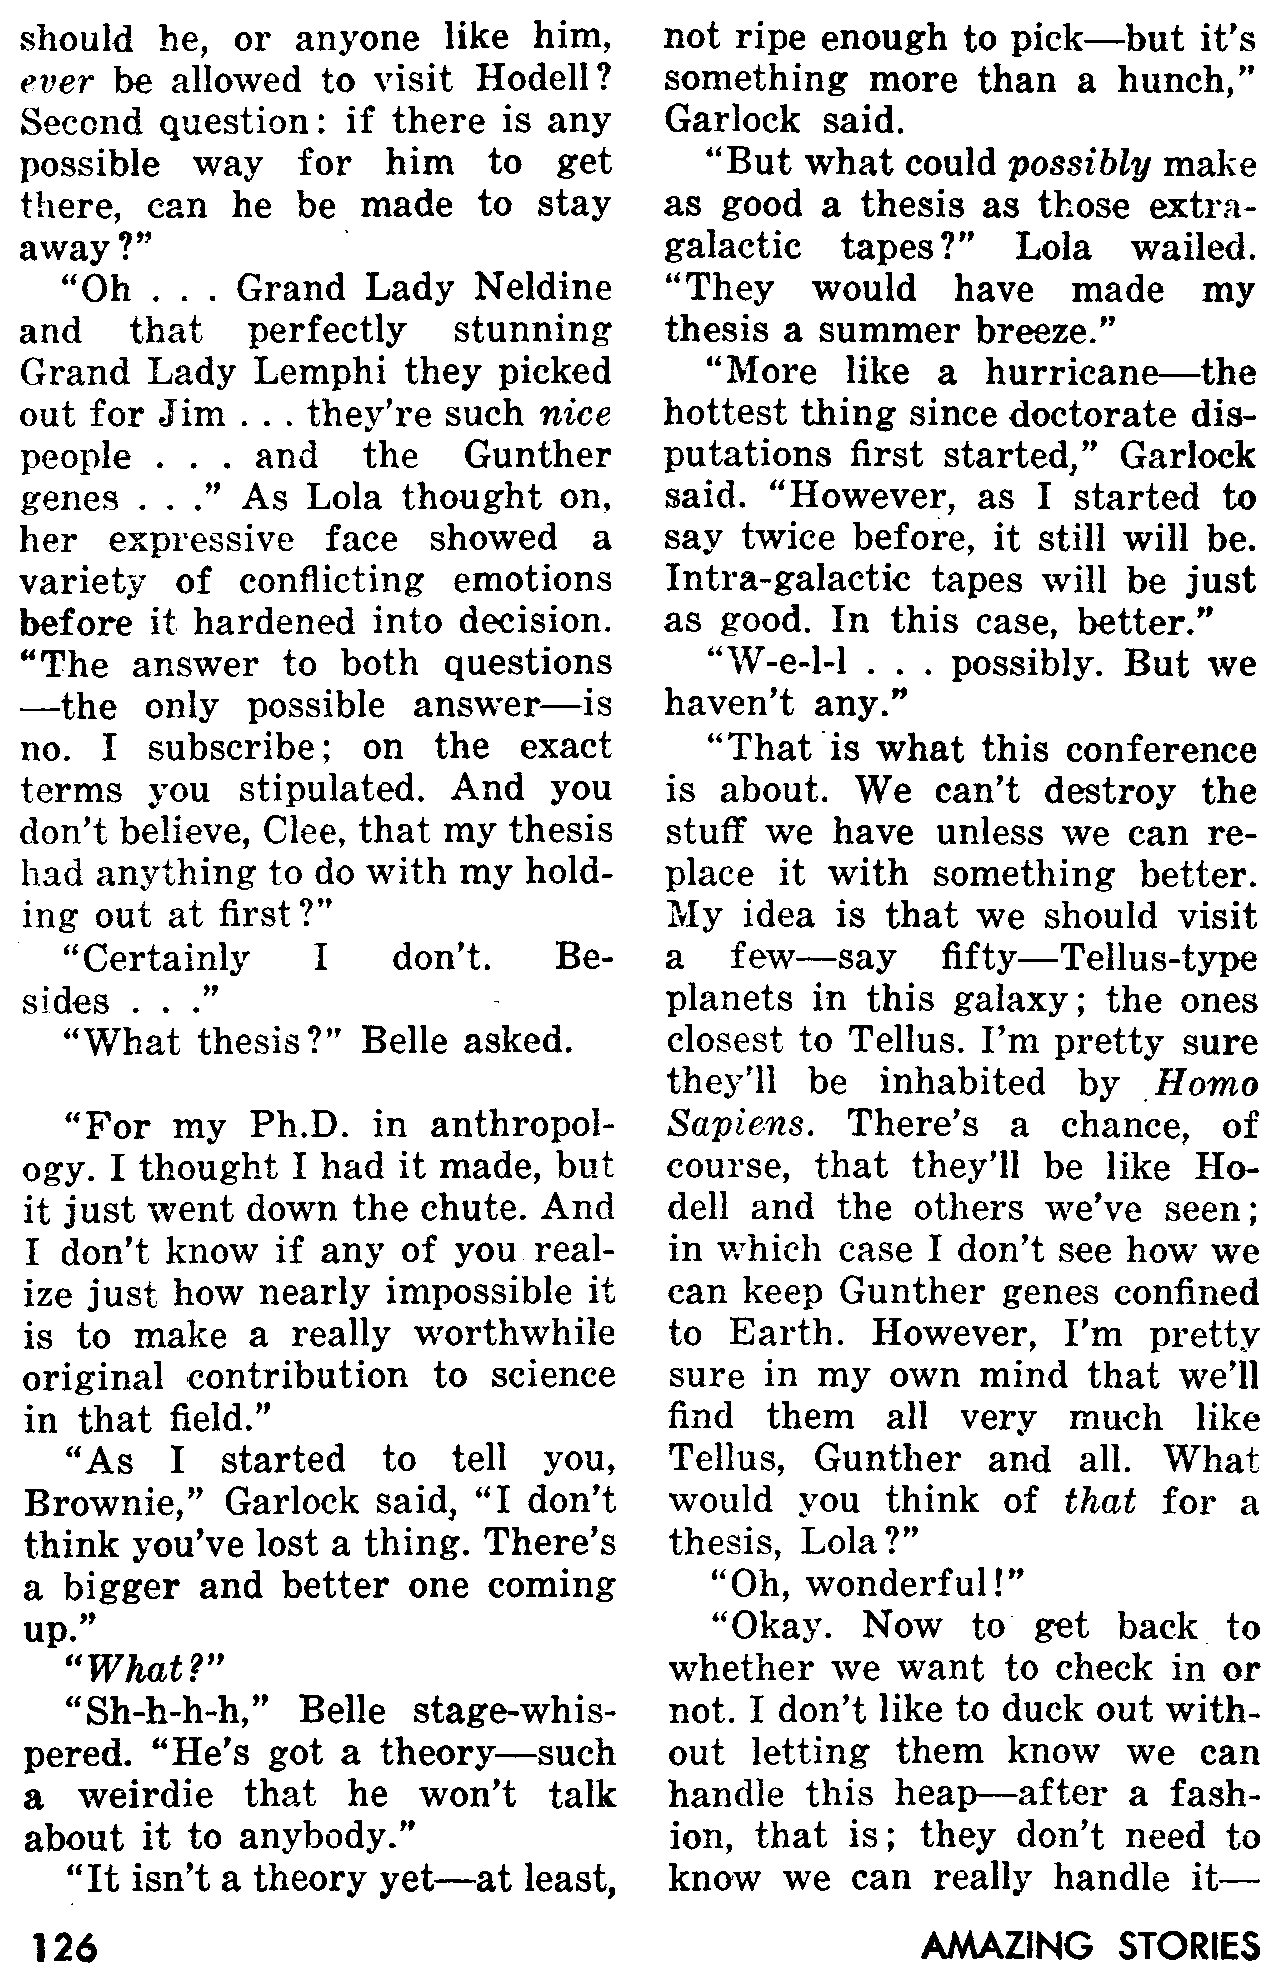 should he, or anyone like him,
ever be allowed to visit Hodell?
Second question: if there is any
possible way for him to get
there, can he be made to stay
away?”
“Oh . . . Grand Lady Neldine
and that perfectly stunning
Grand Lady Lemphi they picked
out for Jim . . . they're such nice
people . . . and the Gunther
genes . . .” As Lola thought on,
her expressive face showed a
variety of conflicting emotions
before it hardened into decision.
“The answer to both questions
—the only possible answer—is
no. I subscribe; on the exact
terms you stipulated. And you
don't believe, Clee, that my thesis
had anything to do with my hold-
ing out at first?”
“Certainly I don't. Be-
sides . . .”
“What thesis?” Belle asked.
“For my Ph.D. in anthropol-
ogy. I thought I had it made, but
it just went down the chute. And
I don't know if any of you real-
ize just how nearly impossible it
is to make a really worthwhile
original contribution to science
in that field.”
“As I started to tell you,
Brownie,” Garlock said, “I don't
think you've lost a thing. There's
a bigger and better one coming
up.”
“What?”
“Sh-h-h-h,” Belle stage-whis-
pered. “He's got a theory—such
a weirdie that he won't talk
about it to anybody.”
“It isn't a theory yet—at least,
not ripe enough to pick—but it's
something more than a hunch,”
Garlock said.
“But what could possibly make
as good a thesis as those extra-
galactic tapes?” Lola wailed.
“They would have made my
thesis a summer breeze.”
“More like a hurricane—the
hottest thing since doctorate dis-
putations first started,” Garlock
said. “However, as I started to
say twice before, it still will be.
Intra-galactic tapes will be just
as good. In this case, better.”
“W-e-l-l . . . possibly. But we
haven't any.”
“That is what this conference
is about. We can't destroy the
stuff we have unless we can re-
place it with something better.
My idea is that we should visit
a few—say fifty—Tellus-type
planets in this galaxy; the ones
closest to Tellus. I'm pretty sure
they'll be inhabited by Homo
Sapiens. There's a chance, of
course, that they'll be like Ho-
dell and the others we've seen;
in which case I don't see how we
can keep Gunther genes confined
to Earth. However, I'm pretty
sure in my own mind that we'll
find them all very much like
Tellus, Gunther and all. What
would you think of that for a
thesis, Lola?”
“Oh, wonderful!”
“Okay. Now to get back to
whether we want to check in or
not. I don't like to duck out with-
out letting them know we can
handle this heap—after a fash-
ion, that is; they don't need to
know we can really handle it—
126 AMAZING STORIES